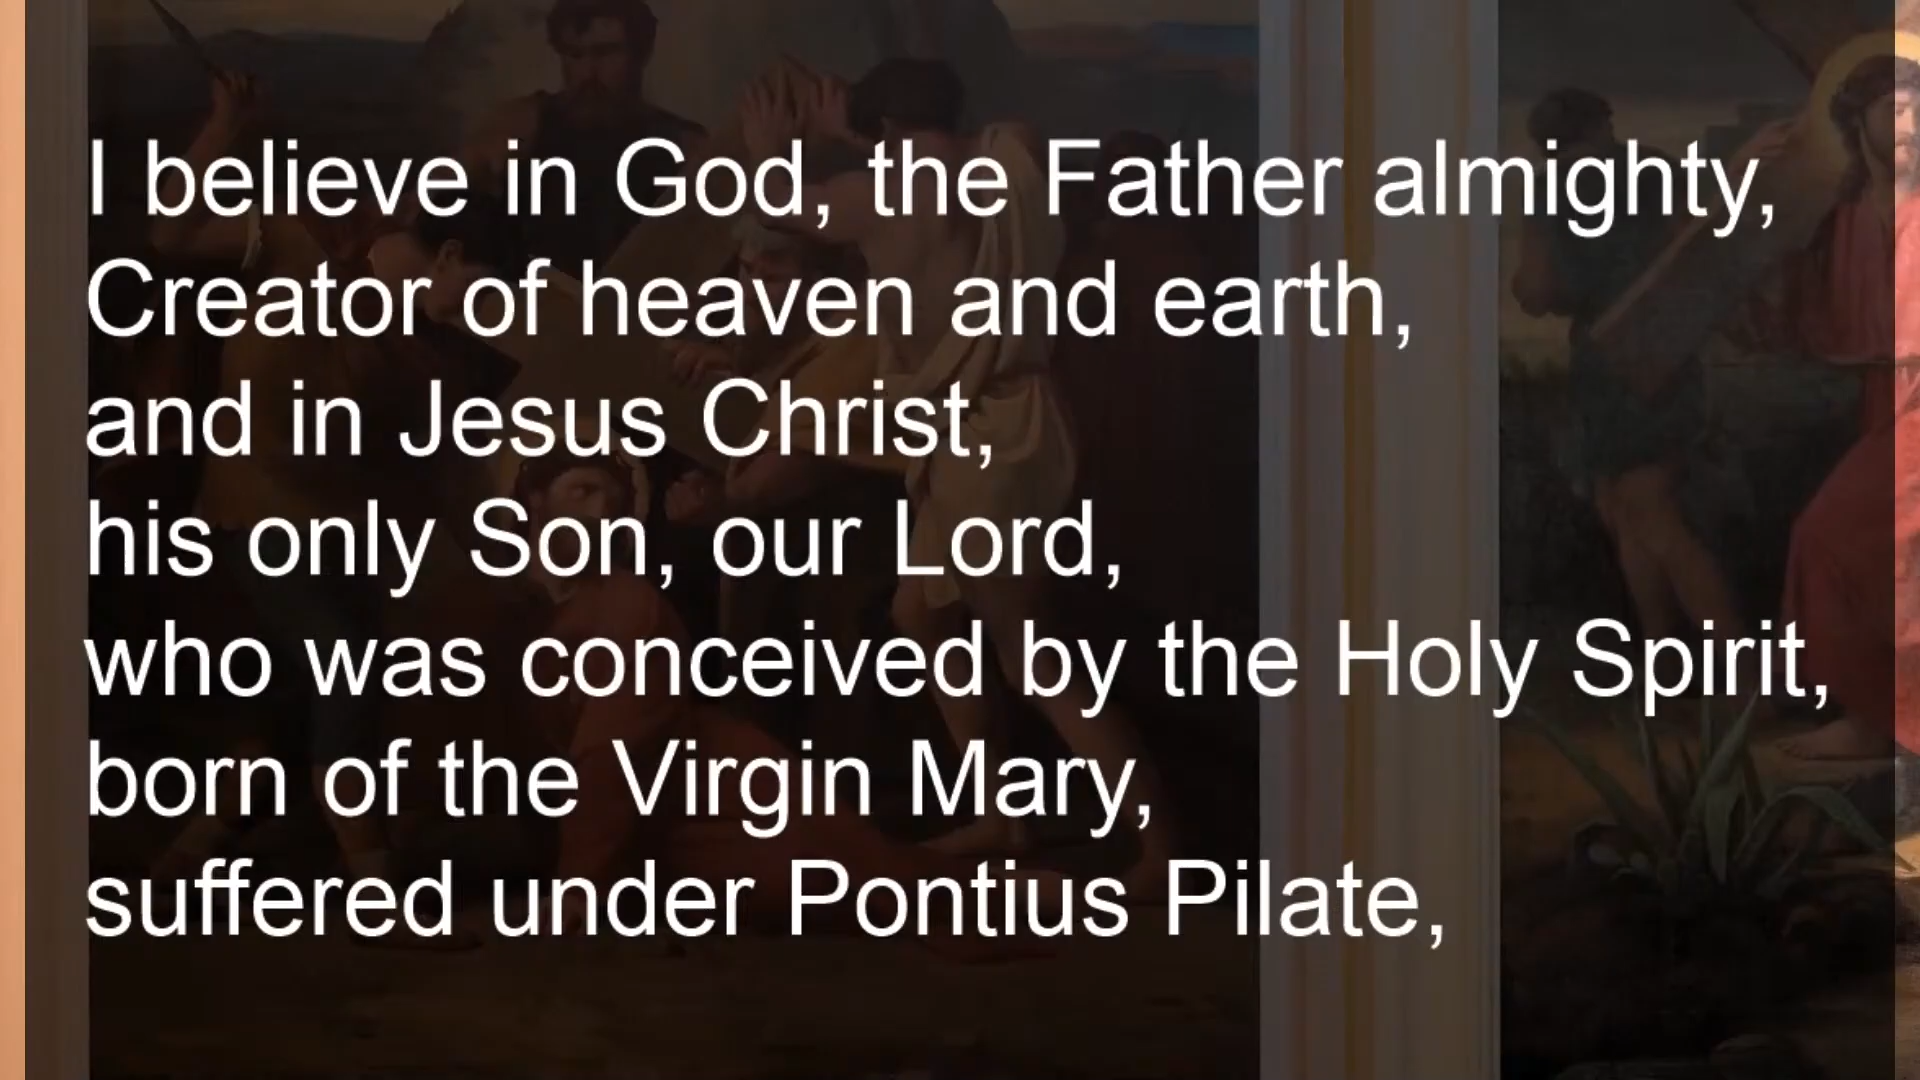 I believe in God, the Father almighty,
Creator of heaven and earth,
and in Jesus Christ,
his only Son, our Lord,
who was conceived by the Holy Spirit,
born of the Virgin Mary,
suffered under Pontius Pilate,